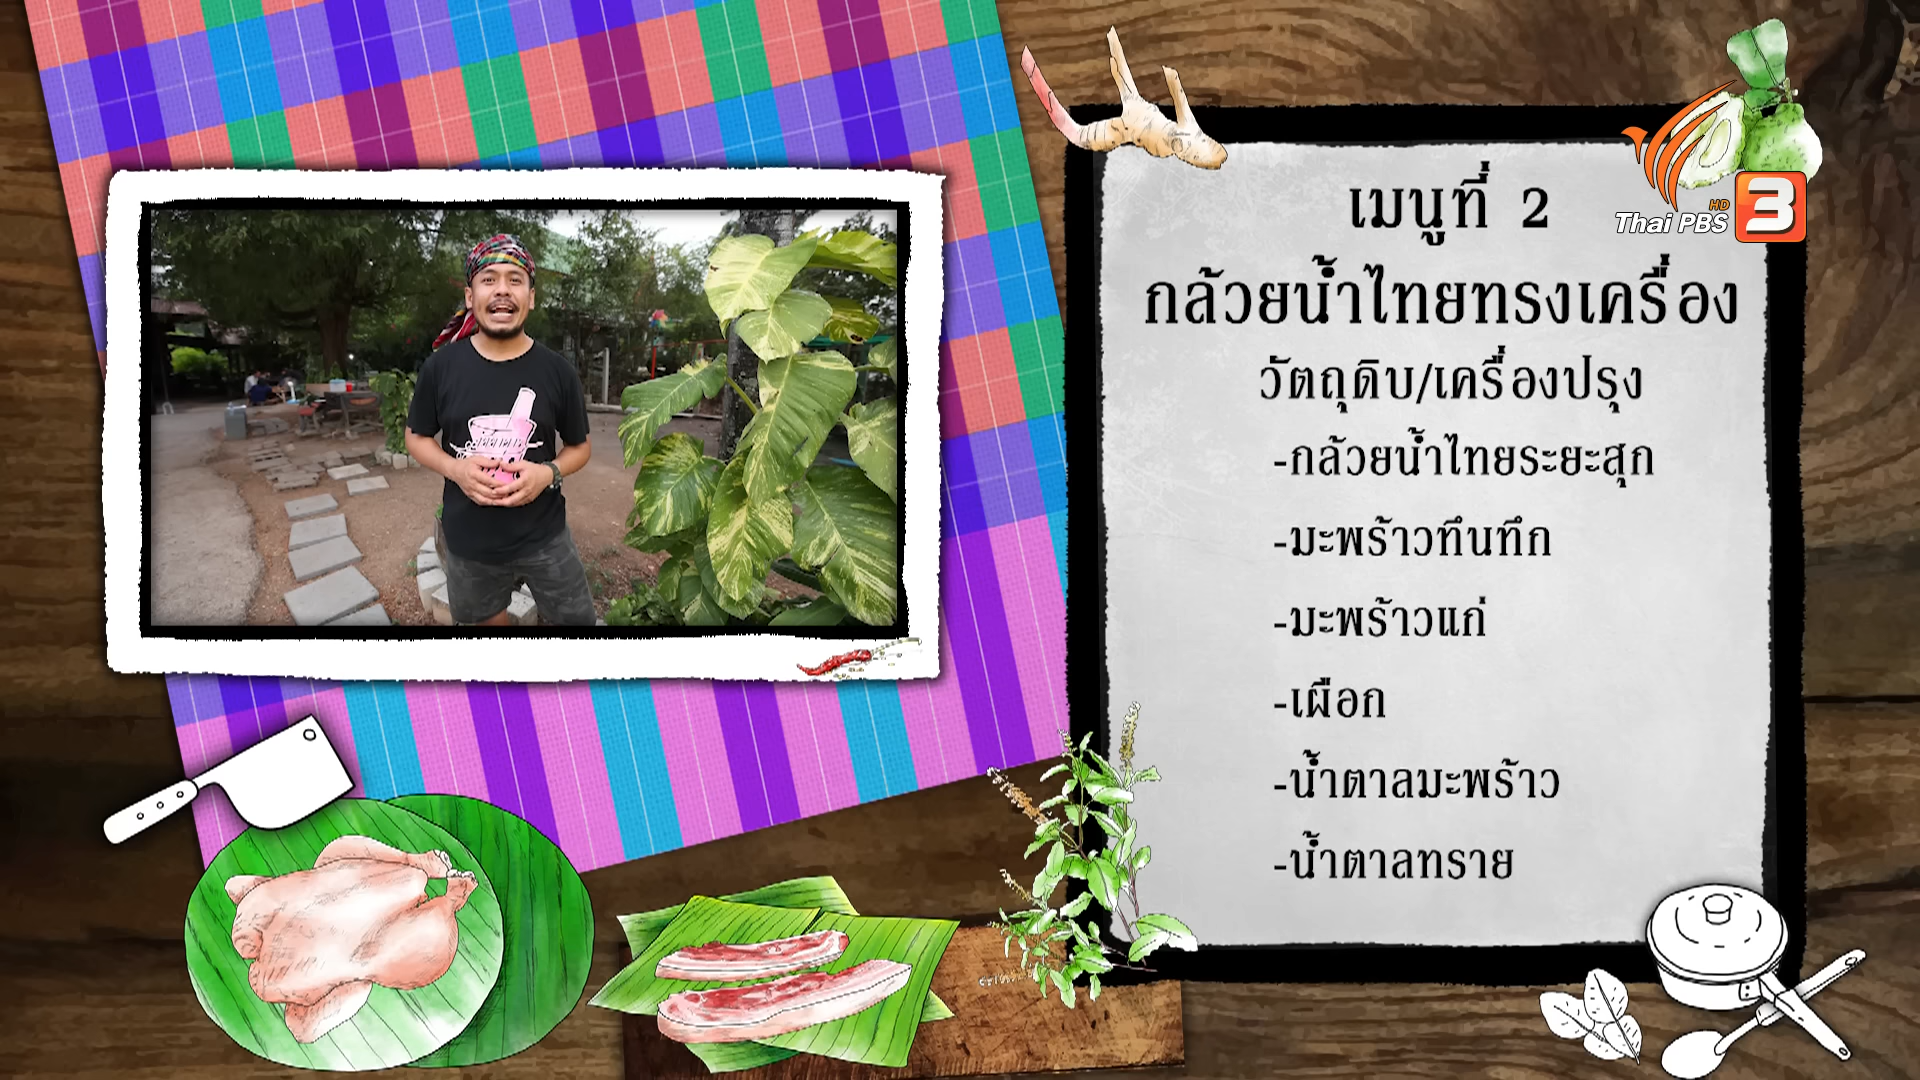 เมนูที่ 2
กล้วยน้ำไทยทรงเครื่อง
วัตถุดิบ/เครื่องปรุง
-กล้วยน้ำไทยระยะสุก
-มะพร้าวทึนทึก
-มะพร้าวแก่
-เผือก
-น้ำตาลมะพร้าว
-น้ำตาลทราย
HD
Thai PBS 3